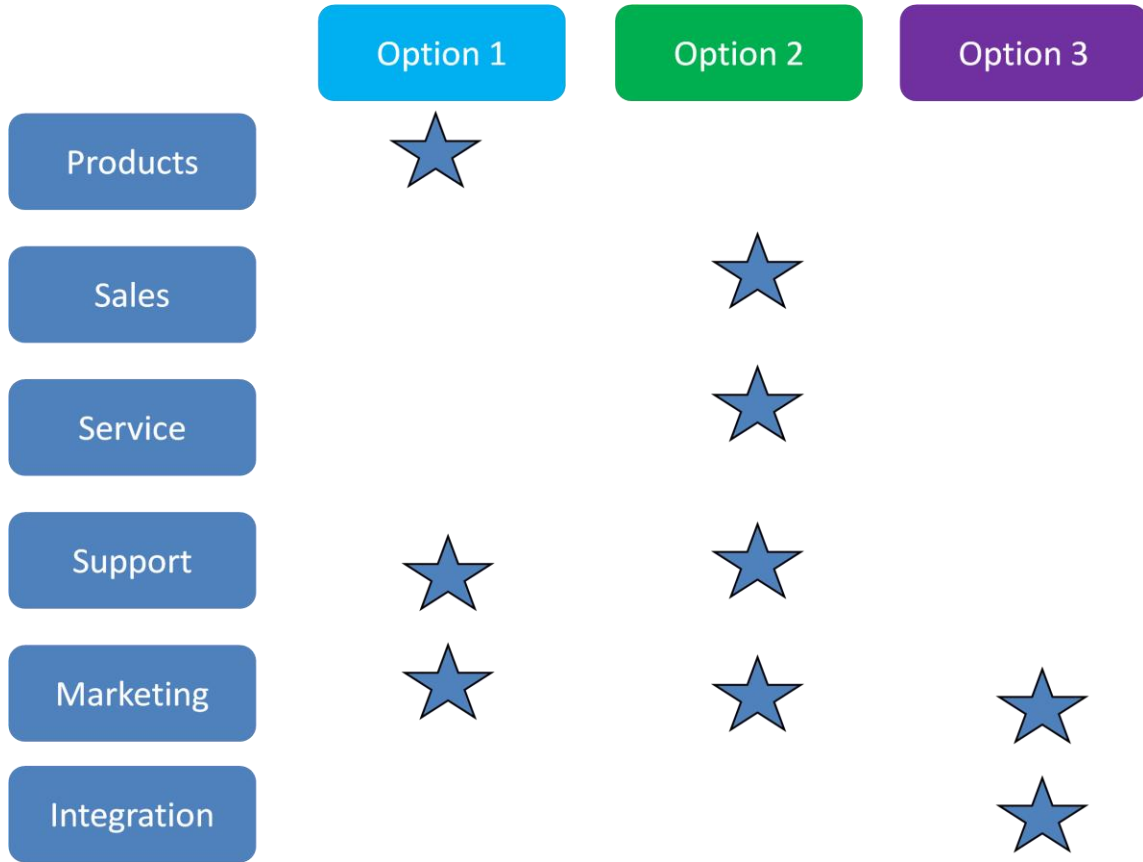 Option 1
Option 2
Option 3
Products
Sales
Service
Support
Marketing
Integration